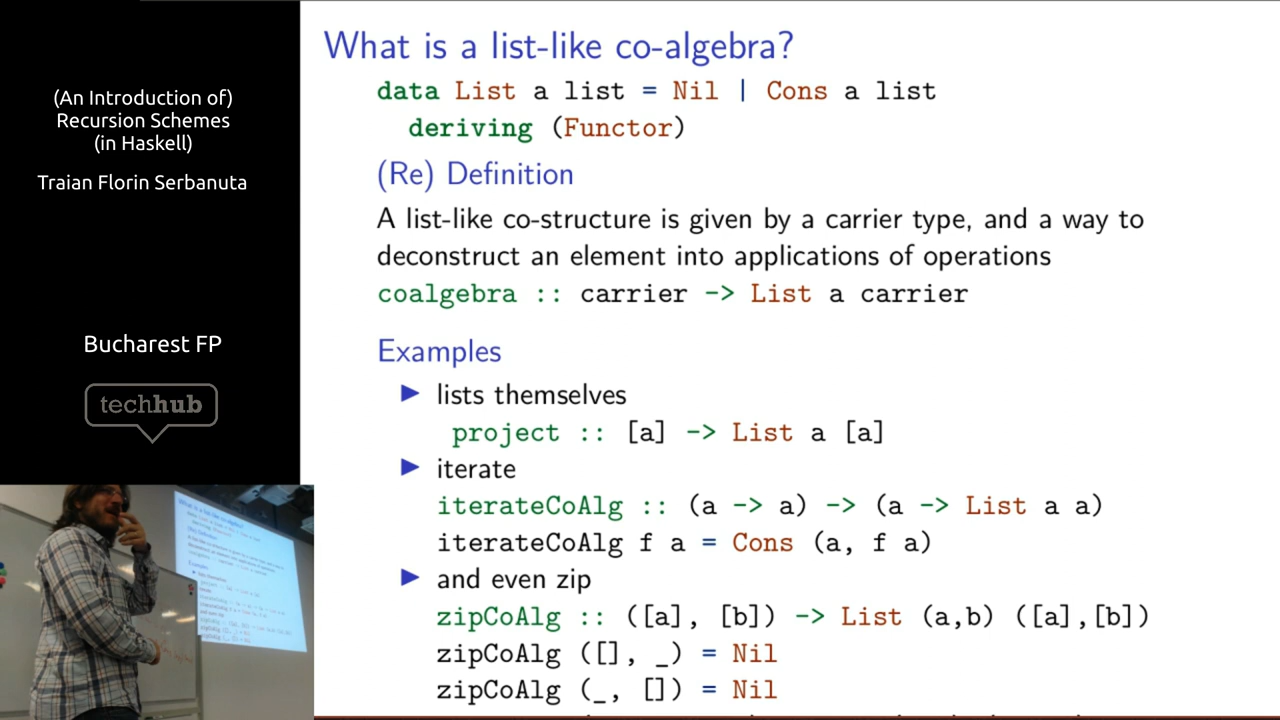 (An Introduction of)
Recursion Schemes
(in Haskell)
Traian Florin Serbanuta
Bucharest FP
techhub
What is a list-like co-algebra?
data List a list = Nil | Cons a list
deriving (Functor)
(Re) Definition
A list-like co-structure is given by a carrier type, and a way to
deconstruct an element into applications of operations
coalgebra :: carrier -> List a carrier
Examples
▶ lists themselves
project :: [a] -> List a [a]
▶ iterate
iterateCoAlg :: (a -> a) -> (a -> List a a)
iterateCoAlg f a = Cons (a, f a)
▶ and even zip
zipCoAlg :: ([a], [b]) -> List (a,b) ([a],[b])
zipCoAlg ([], _) = Nil
zipCoAlg (_, []) = Nil